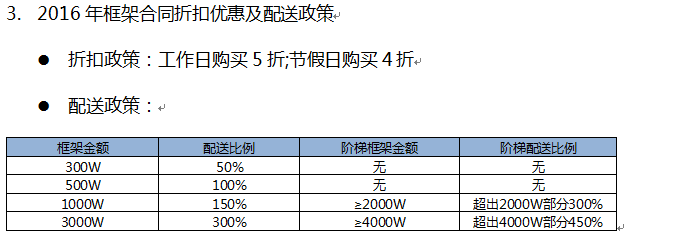 3. 2016年框架合同折扣优惠及配送政策
● 折扣政策：工作日购买5折;节假日购买4折
● 配送政策：
框架金额 配送比例 阶梯框架金额 阶梯配送比例
300W 50% 无 无
500W 100% 无 无
1000W 150% ≥2000W 超出2000W部分300%
3000W 300% ≥4000W 超出4000W部分450%